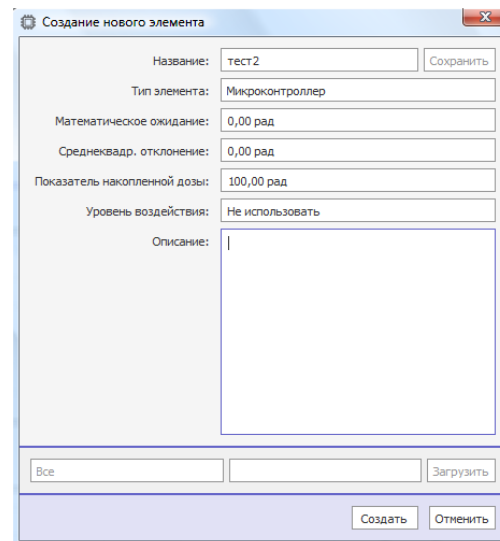 Создание нового элемента
Название: тест2 Сохранить
Тип элемента: Микроконтроллер
Математическое ожидание: 0,00 рад
Среднеквадр. отклонение: 0,00 рад
Показатель накопленной дозы: 100,00 рад
Уровень воздействия: Не использовать
Описание:
Все Загрузить
Создать Отменить